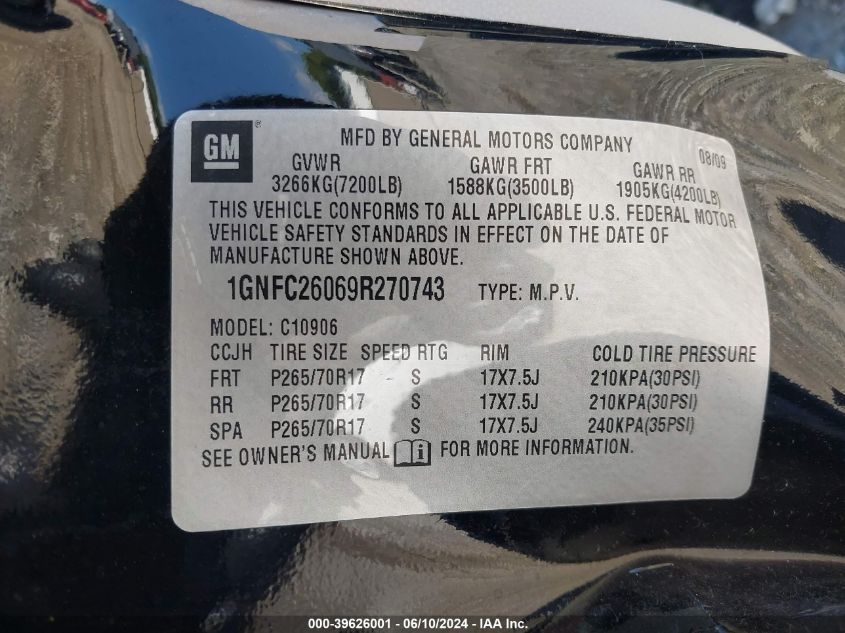 GM ®
MFD BY GENERAL MOTORS COMPANY 08/09
GVWR GAWR FRT GAWR RR
3266KG(7200LB) 1588KG(3500LB) 1905KG(4200LB)
THIS VEHICLE CONFORMS TO ALL APPLICABLE U.S. FEDERAL MOTOR
VEHICLE SAFETY STANDARDS IN EFFECT ON THE DATE OF
MANUFACTURE SHOWN ABOVE.
1GNFC26069R270743 TYPE: M.P.V.
MODEL: C10906
CCJH TIRE SIZE SPEED RTG RIM COLD TIRE PRESSURE
FRT P265/70R17 S 17X7.5J 210KPA(30PSI)
RR P265/70R17 S 17X7.5J 210KPA(30PSI)
SPA P265/70R17 S 17X7.5J 240KPA(35PSI)
SEE OWNER'S MANUAL i FOR MORE INFORMATION.
000-39626001 - 06/10/2024 - IAA Inc.